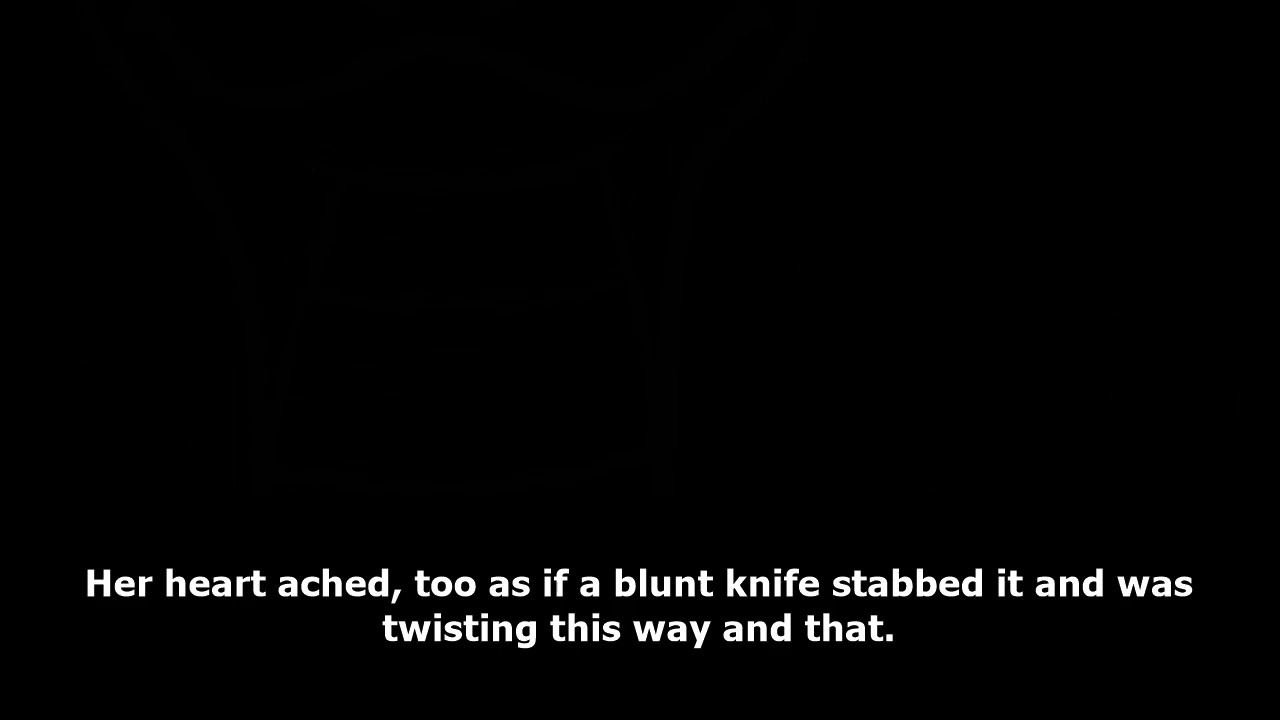 Her heart ached, too as if a blunt knife stabbed it and was
twisting this way and that.